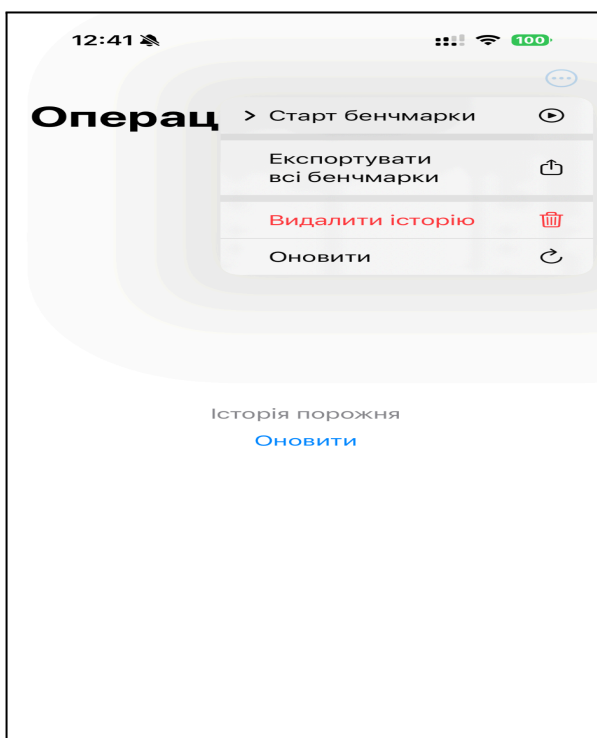 12:41
100
Операц
> Старт бенчмарки
Експортувати
всі бенчмарки
Видалити історію
Оновити
Історія порожня
Оновити